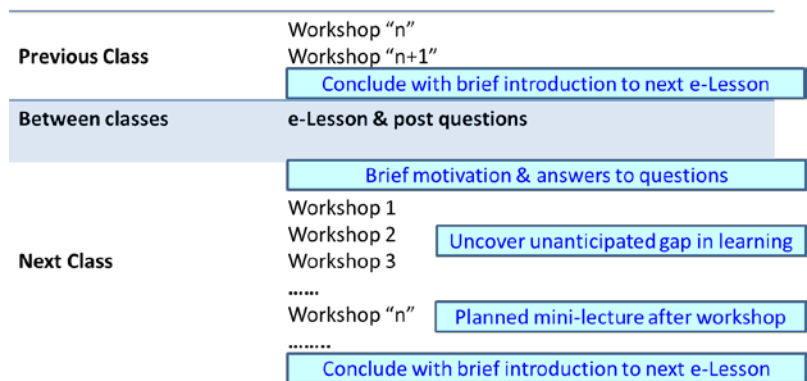 Workshop “n”
Previous Class Workshop “n+1”
Conclude with brief introduction to next e-Lesson
Between classes e-Lesson & post questions
Brief motivation & answers to questions
Workshop 1
Workshop 2 Uncover unanticipated gap in learning
Next Class Workshop 3
......
Workshop “n” Planned mini-lecture after workshop
........
Conclude with brief introduction to next e-Lesson